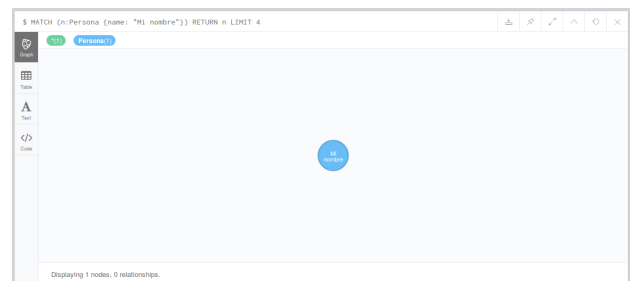 $ MATCH (n:Persona {name: "Mi nombre"}) RETURN n LIMIT 4
*(1) Persona(1)
Graph
Table
A
Text
</>
Code
Mi
nombre
Displaying 1 nodes, 0 relationships.